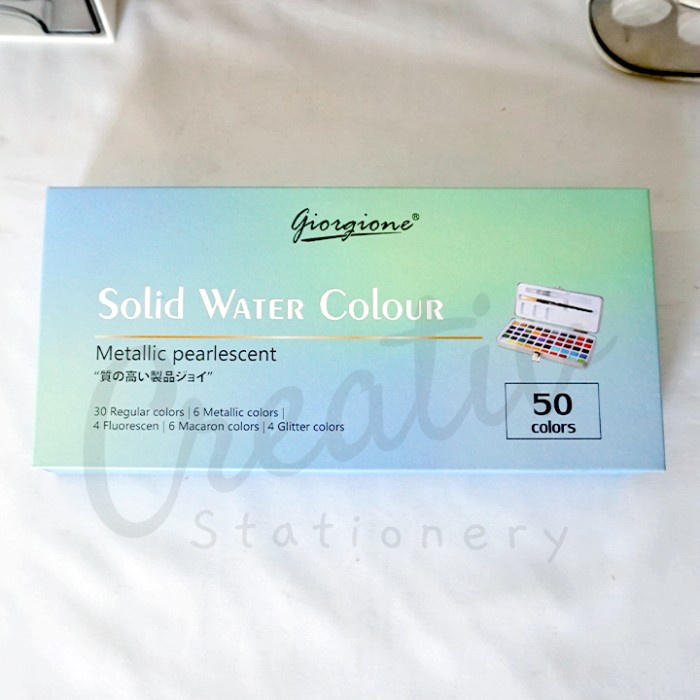 Giorgione®
Solid Water Colour
Metallic pearlescent
“質の高い製品ジョイ”
30 Regular colors | 6 Metallic colors |
4 Fluorescen | 6 Macaron colors | 4 Glitter colors
50
colors
Creativ
Stationery